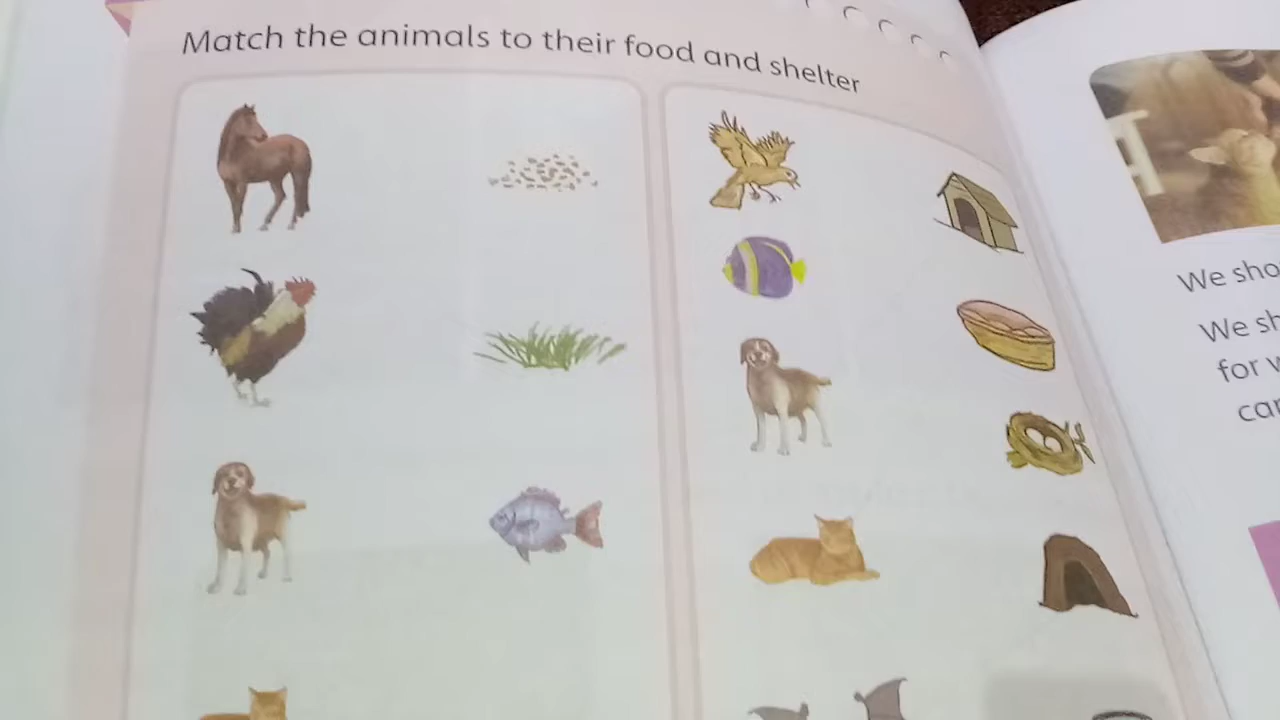 Match the animals to their food and shelter
We sho
We sh
for
car